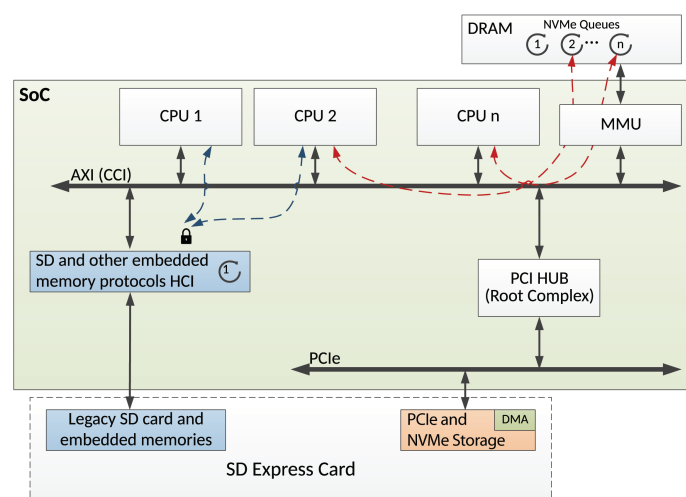 DRAM
NVMe Queues
1
2
...
n
SoC
CPU 1
CPU 2
CPU n
MMU
AXI (CCI)
SD and other embedded
memory protocols HCI
1
PCI HUB
(Root Complex)
PCIe
Legacy SD card and
embedded memories
PCIe and
NVMe Storage
DMA
SD Express Card